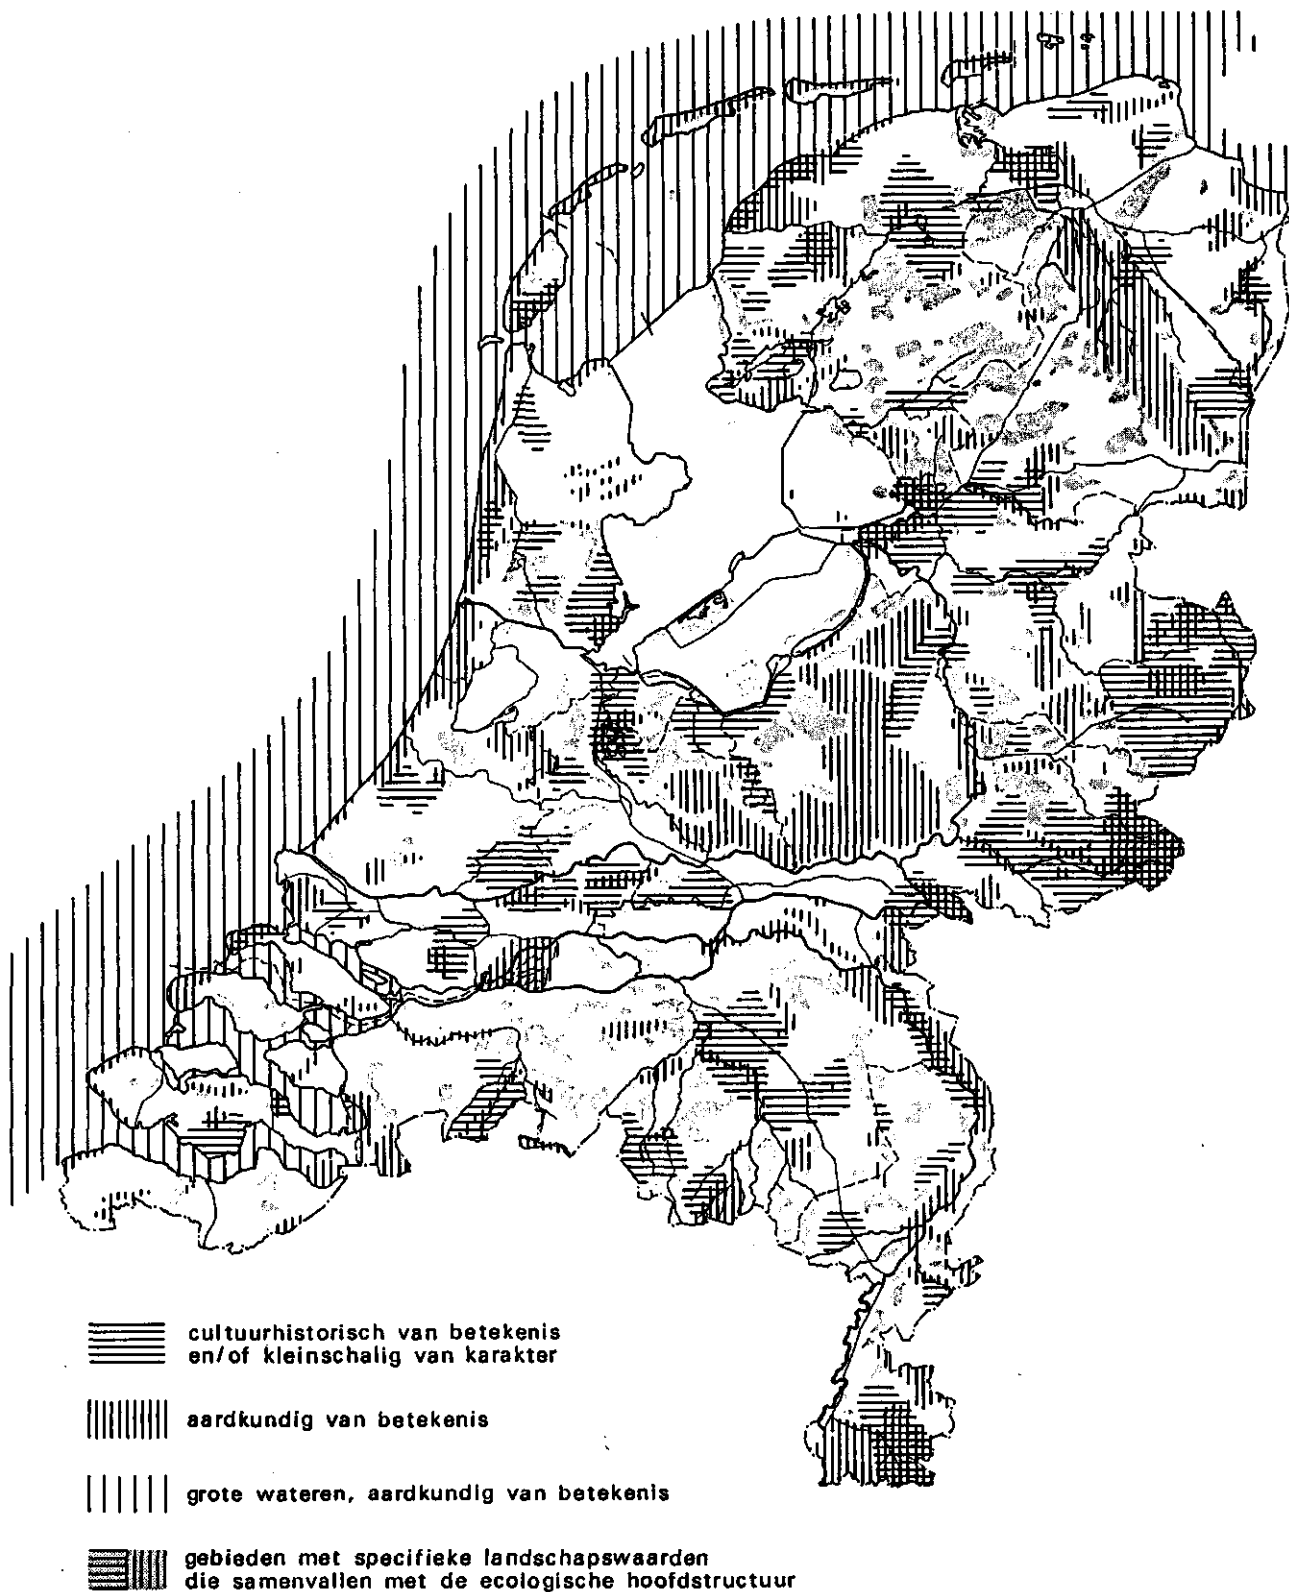 cultuurhistorisch van betekenis
en/of kleinschalig van karakter
aardkundig van betekenis
grote wateren, aardkundig van betekenis
gebieden met specifieke landschapswaarden
die samenvallen met de ecologische hoofdstructuur